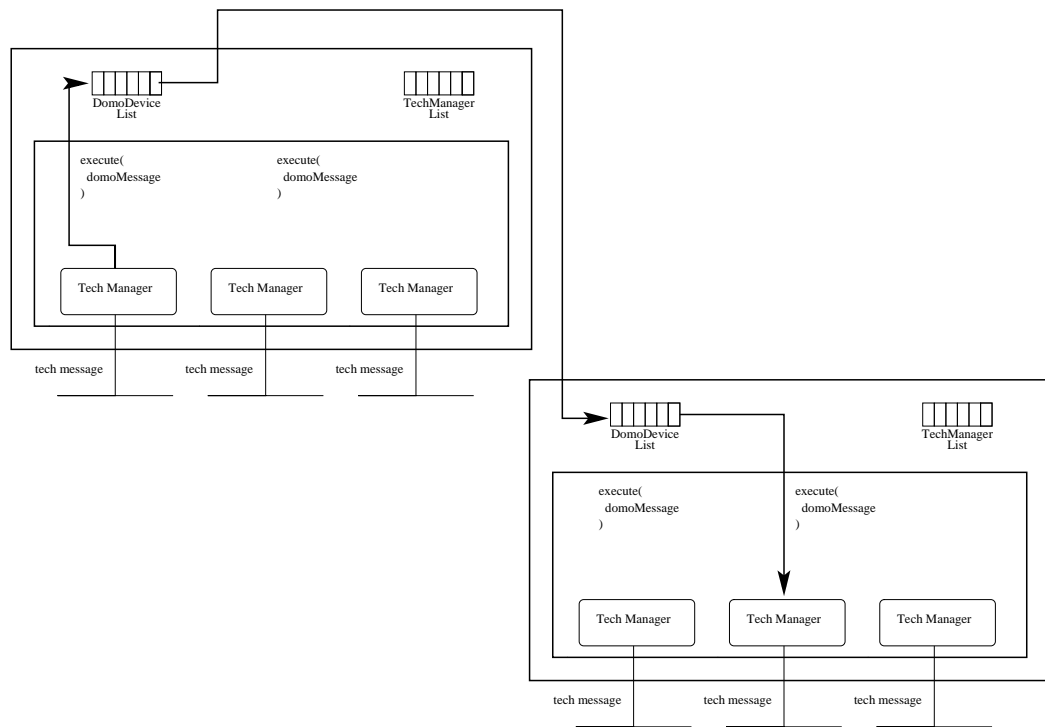 DomoDevice
List
TechManager
List
execute(
domoMessage
)
execute(
domoMessage
)
Tech Manager
Tech Manager
Tech Manager
tech message
tech message
tech message
DomoDevice
List
TechManager
List
execute(
domoMessage
)
execute(
domoMessage
)
Tech Manager
Tech Manager
Tech Manager
tech message
tech message
tech message